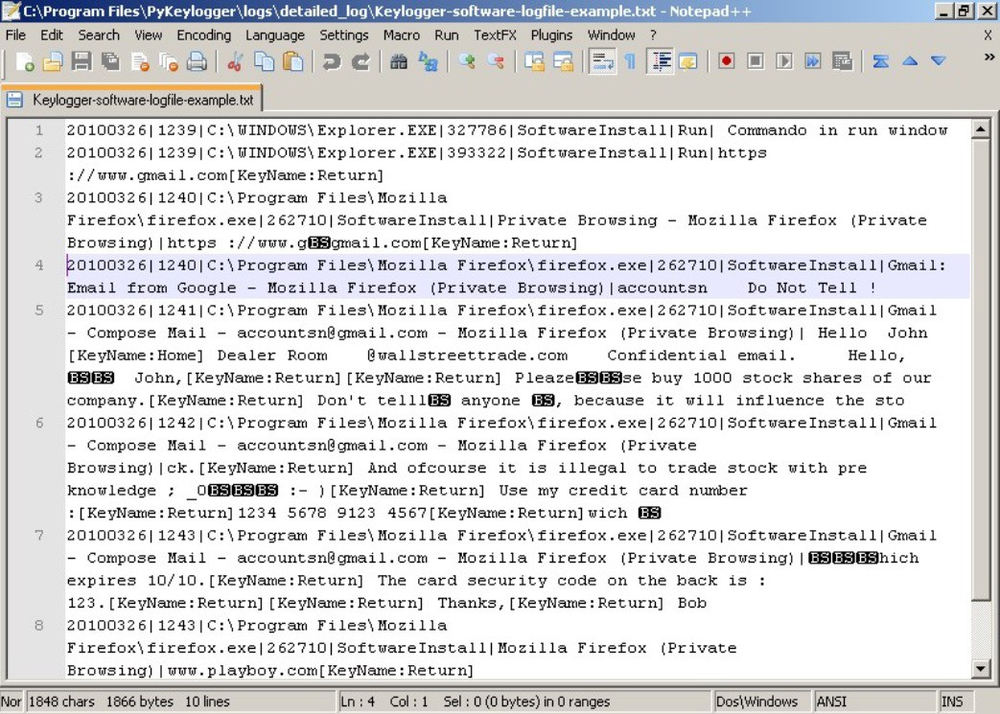 C:\Program Files\PyKeylogger\logs\detailed_log\Keylogger-software-logfile-example.txt - Notepad++
File Edit Search View Encoding Language Settings Macro Run TextFX Plugins Window ? X
Keylogger-software-logfile-example.txt
1 20100326|1239|C:\WINDOWS\Explorer.EXE|327786|SoftwareInstall|Run| Commando in run window
2 20100326|1239|C:\WINDOWS\Explorer.EXE|393322|SoftwareInstall|Run|https
://www.gmail.com[KeyName:Return]
3 20100326|1240|C:\Program Files\Mozilla
Firefox\firefox.exe|262710|SoftwareInstall|Private Browsing - Mozilla Firefox (Private
Browsing)|https ://www.gBSgmail.com[KeyName:Return]
4 20100326|1240|C:\Program Files\Mozilla Firefox\firefox.exe|262710|SoftwareInstall|Gmail:
Email from Google - Mozilla Firefox (Private Browsing)|accountsn Do Not Tell !
5 20100326|1241|C:\Program Files\Mozilla Firefox\firefox.exe|262710|SoftwareInstall|Gmail
- Compose Mail - accountsn@gmail.com - Mozilla Firefox (Private Browsing)| Hello John
[KeyName:Home] Dealer Room @wallstreettrade.com Confidential email. Hello,
BSBS John,[KeyName:Return][KeyName:Return] PleazeBSBSse buy 1000 stock shares of our
company.[KeyName:Return] Don't telllBS anyone BS, because it will influence the sto
6 20100326|1242|C:\Program Files\Mozilla Firefox\firefox.exe|262710|SoftwareInstall|Gmail
- Compose Mail - accountsn@gmail.com - Mozilla Firefox (Private
Browsing)|ck.[KeyName:Return] And ofcourse it is illegal to trade stock with pre
knowledge ; _OBSBSBS :- )[KeyName:Return] Use my credit card number
:[KeyName:Return]1234 5678 9123 4567[KeyName:Return]wich BS
7 20100326|1243|C:\Program Files\Mozilla Firefox\firefox.exe|262710|SoftwareInstall|Gmail
- Compose Mail - accountsn@gmail.com - Mozilla Firefox (Private Browsing)|BSBSBShich
expires 10/10.[KeyName:Return] The card security code on the back is :
123.[KeyName:Return][KeyName:Return] Thanks,[KeyName:Return] Bob
8 20100326|1243|C:\Program Files\Mozilla
Firefox\firefox.exe|262710|SoftwareInstall|Mozilla Firefox (Private
Browsing)|www.playboy.com[KeyName:Return]
Nor 1848 chars 1866 bytes 10 lines Ln : 4 Col : 1 Sel : 0 (0 bytes) in 0 ranges Dos\Windows ANSI INS